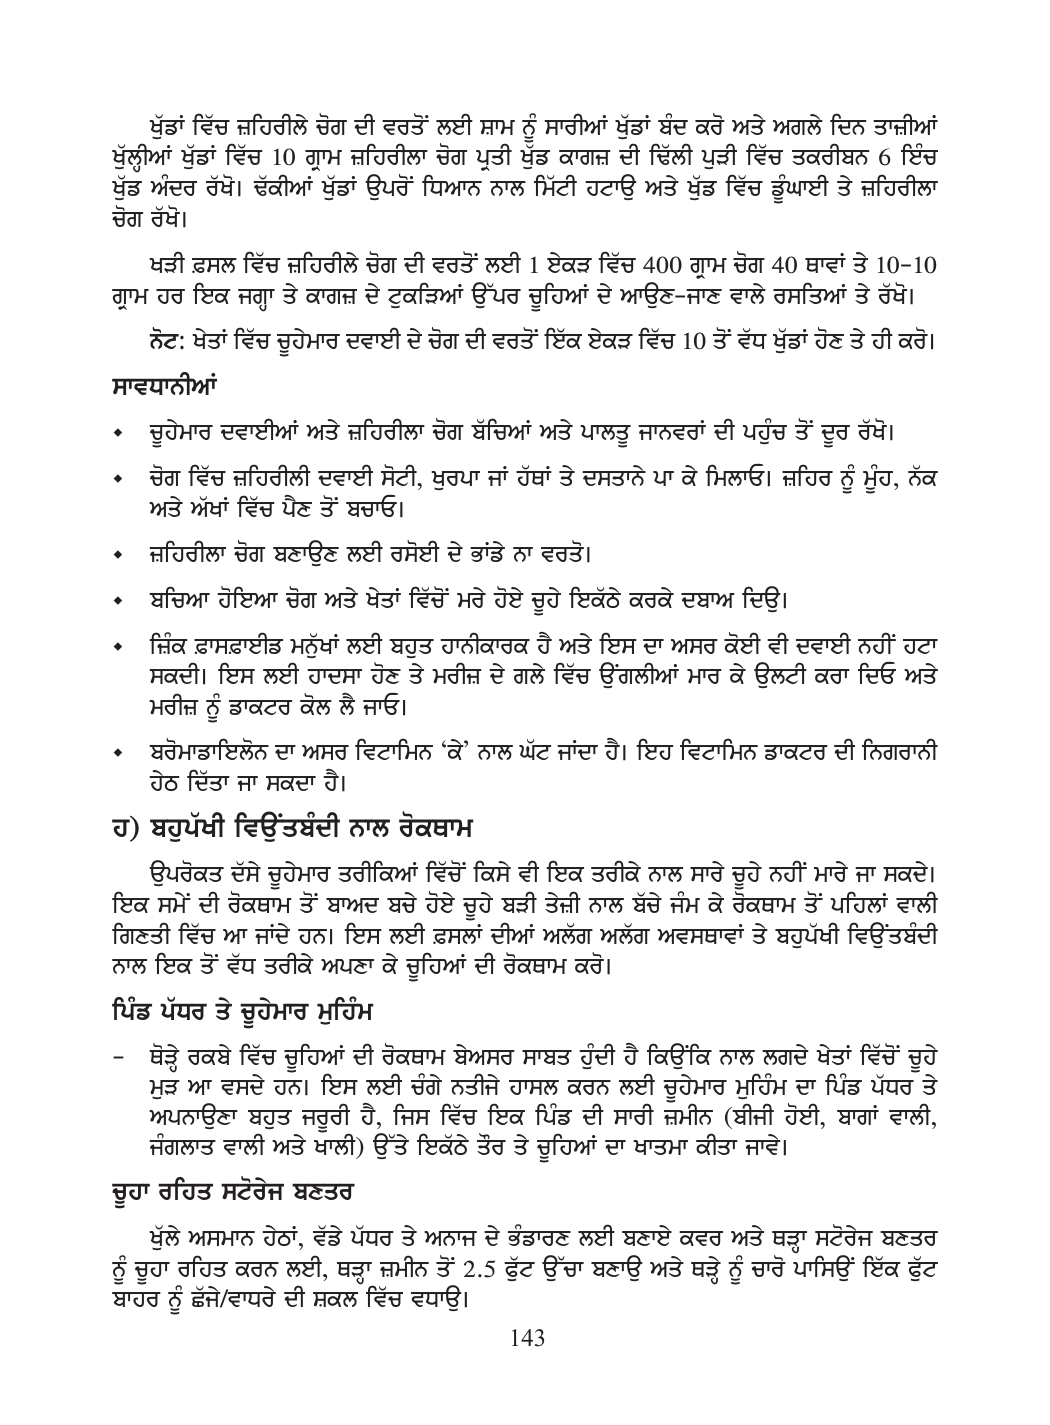 ਖੁੱਡਾਂ ਵਿੱਚ ਜ਼ਹਿਰੀਲੇ ਚੋਗ ਦੀ ਵਰਤੋਂ ਲਈ ਸ਼ਾਮ ਨੂੰ ਸਾਰੀਆਂ ਖੁੱਡਾਂ ਬੰਦ ਕਰੋ ਅਤੇ ਅਗਲੇ ਦਿਨ ਤਾਜ਼ੀਆਂ
ਖੁੱਲ੍ਹੀਆਂ ਖੁੱਡਾਂ ਵਿੱਚ 10 ਗ੍ਰਾਮ ਜ਼ਹਿਰੀਲਾ ਚੋਗ ਪ੍ਰਤੀ ਖੁੱਡ ਕਾਗਜ਼ ਦੀ ਢਿੱਲੀ ਪੁੜੀ ਵਿੱਚ ਤਕਰੀਬਨ 6 ਇੰਚ
ਖੁੱਡ ਅੰਦਰ ਰੱਖੋ। ਢੱਕੀਆਂ ਖੁੱਡਾਂ ਉਪਰੋਂ ਧਿਆਨ ਨਾਲ ਮਿੱਟੀ ਹਟਾਉ ਅਤੇ ਖੁੱਡ ਵਿੱਚ ਡੂੰਘਾਈ ਤੇ ਜ਼ਹਿਰੀਲਾ
ਚੋਗ ਰੱਖੋ।
ਖੜੀ ਫ਼ਸਲ ਵਿੱਚ ਜ਼ਹਿਰੀਲੇ ਚੋਗ ਦੀ ਵਰਤੋਂ ਲਈ 1 ਏਕੜ ਵਿੱਚ 400 ਗ੍ਰਾਮ ਚੋਗ 40 ਥਾਵਾਂ ਤੇ 10-10
ਗ੍ਰਾਮ ਹਰ ਇਕ ਜਗ੍ਹਾ ਤੇ ਕਾਗਜ਼ ਦੇ ਟੁਕੜਿਆਂ ਉੱਪਰ ਚੂਹਿਆਂ ਦੇ ਆਉਣ-ਜਾਣ ਵਾਲੇ ਰਸਤਿਆਂ ਤੇ ਰੱਖੋ।
ਨੋਟ: ਖੇਤਾਂ ਵਿੱਚ ਚੂਹੇਮਾਰ ਦਵਾਈ ਦੇ ਚੋਗ ਦੀ ਵਰਤੋਂ ਇੱਕ ਏਕੜ ਵਿੱਚ 10 ਤੋਂ ਵੱਧ ਖੁੱਡਾਂ ਹੋਣ ਤੇ ਹੀ ਕਰੋ।
ਸਾਵਧਾਨੀਆਂ
⬩ ਚੂਹੇਮਾਰ ਦਵਾਈਆਂ ਅਤੇ ਜ਼ਹਿਰੀਲਾ ਚੋਗ ਬੱਚਿਆਂ ਅਤੇ ਪਾਲਤੂ ਜਾਨਵਰਾਂ ਦੀ ਪਹੁੰਚ ਤੋਂ ਦੂਰ ਰੱਖੋ।
⬩ ਚੋਗ ਵਿੱਚ ਜ਼ਹਿਰੀਲੀ ਦਵਾਈ ਸੋਟੀ, ਖੁਰਪਾ ਜਾਂ ਹੱਥਾਂ ਤੇ ਦਸਤਾਨੇ ਪਾ ਕੇ ਮਿਲਾਓ। ਜ਼ਹਿਰ ਨੂੰ ਮੂੰਹ, ਨੱਕ
ਅਤੇ ਅੱਖਾਂ ਵਿੱਚ ਪੈਣ ਤੋਂ ਬਚਾਓ।
⬩ ਜ਼ਹਿਰੀਲਾ ਚੋਗ ਬਣਾਉਣ ਲਈ ਰਸੋਈ ਦੇ ਭਾਂਡੇ ਨਾ ਵਰਤੋ।
⬩ ਬਚਿਆ ਹੋਇਆ ਚੋਗ ਅਤੇ ਖੇਤਾਂ ਵਿੱਚੋਂ ਮਰੇ ਹੋਏ ਚੂਹੇ ਇਕੱਠੇ ਕਰਕੇ ਦਬਾਅ ਦਿਉ।
⬩ ਜ਼ਿੰਕ ਫ਼ਾਸਫ਼ਾਈਡ ਮਨੁੱਖਾਂ ਲਈ ਬਹੁਤ ਹਾਨੀਕਾਰਕ ਹੈ ਅਤੇ ਇਸ ਦਾ ਅਸਰ ਕੋਈ ਵੀ ਦਵਾਈ ਨਹੀਂ ਹਟਾ
ਸਕਦੀ। ਇਸ ਲਈ ਹਾਦਸਾ ਹੋਣ ਤੇ ਮਰੀਜ਼ ਦੇ ਗਲੇ ਵਿੱਚ ਉਂਗਲੀਆਂ ਮਾਰ ਕੇ ਉਲਟੀ ਕਰਾ ਦਿਓ ਅਤੇ
ਮਰੀਜ਼ ਨੂੰ ਡਾਕਟਰ ਕੋਲ ਲੈ ਜਾਓ।
⬩ ਬਰੋਮਾਡਾਇਲੋਨ ਦਾ ਅਸਰ ਵਿਟਾਮਿਨ ‘ਕੇ’ ਨਾਲ ਘੱਟ ਜਾਂਦਾ ਹੈ। ਇਹ ਵਿਟਾਮਿਨ ਡਾਕਟਰ ਦੀ ਨਿਗਰਾਨੀ
ਹੇਠ ਦਿੱਤਾ ਜਾ ਸਕਦਾ ਹੈ।
ਹ) ਬਹੁਪੱਖੀ ਵਿਉਂਤਬੰਦੀ ਨਾਲ ਰੋਕਥਾਮ
ਉਪਰੋਕਤ ਦੱਸੇ ਚੂਹੇਮਾਰ ਤਰੀਕਿਆਂ ਵਿੱਚੋਂ ਕਿਸੇ ਵੀ ਇਕ ਤਰੀਕੇ ਨਾਲ ਸਾਰੇ ਚੂਹੇ ਨਹੀਂ ਮਾਰੇ ਜਾ ਸਕਦੇ।
ਇਕ ਸਮੇਂ ਦੀ ਰੋਕਥਾਮ ਤੋਂ ਬਾਅਦ ਬਚੇ ਹੋਏ ਚੂਹੇ ਬੜੀ ਤੇਜ਼ੀ ਨਾਲ ਬੱਚੇ ਜੰਮ ਕੇ ਰੋਕਥਾਮ ਤੋਂ ਪਹਿਲਾਂ ਵਾਲੀ
ਗਿਣਤੀ ਵਿੱਚ ਆ ਜਾਂਦੇ ਹਨ। ਇਸ ਲਈ ਫ਼ਸਲਾਂ ਦੀਆਂ ਅਲੱਗ ਅਲੱਗ ਅਵਸਥਾਵਾਂ ਤੇ ਬਹੁਪੱਖੀ ਵਿਉਂਤਬੰਦੀ
ਨਾਲ ਇਕ ਤੋਂ ਵੱਧ ਤਰੀਕੇ ਅਪਣਾ ਕੇ ਚੂਹਿਆਂ ਦੀ ਰੋਕਥਾਮ ਕਰੋ।
ਪਿੰਡ ਪੱਧਰ ਤੇ ਚੂਹੇਮਾਰ ਮੁਹਿੰਮ
– ਥੋੜ੍ਹੇ ਰਕਬੇ ਵਿੱਚ ਚੂਹਿਆਂ ਦੀ ਰੋਕਥਾਮ ਬੇਅਸਰ ਸਾਬਤ ਹੁੰਦੀ ਹੈ ਕਿਉਂਕਿ ਨਾਲ ਲਗਦੇ ਖੇਤਾਂ ਵਿੱਚੋਂ ਚੂਹੇ
ਮੁੜ ਆ ਵਸਦੇ ਹਨ। ਇਸ ਲਈ ਚੰਗੇ ਨਤੀਜੇ ਹਾਸਲ ਕਰਨ ਲਈ ਚੂਹੇਮਾਰ ਮੁਹਿੰਮ ਦਾ ਪਿੰਡ ਪੱਧਰ ਤੇ
ਅਪਨਾਉਣਾ ਬਹੁਤ ਜਰੂਰੀ ਹੈ, ਜਿਸ ਵਿੱਚ ਇਕ ਪਿੰਡ ਦੀ ਸਾਰੀ ਜ਼ਮੀਨ (ਬੀਜੀ ਹੋਈ, ਬਾਗਾਂ ਵਾਲੀ,
ਜੰਗਲਾਤ ਵਾਲੀ ਅਤੇ ਖਾਲੀ) ਉੱਤੇ ਇਕੱਠੇ ਤੌਰ ਤੇ ਚੂਹਿਆਂ ਦਾ ਖਾਤਮਾ ਕੀਤਾ ਜਾਵੇ।
ਚੂਹਾ ਰਹਿਤ ਸਟੋਰੇਜ ਬਣਤਰ
ਖੁੱਲੇ ਅਸਮਾਨ ਹੇਠਾਂ, ਵੱਡੇ ਪੱਧਰ ਤੇ ਅਨਾਜ ਦੇ ਭੰਡਾਰਣ ਲਈ ਬਣਾਏ ਕਵਰ ਅਤੇ ਥੜ੍ਹਾ ਸਟੋਰੇਜ ਬਣਤਰ
ਨੂੰ ਚੂਹਾ ਰਹਿਤ ਕਰਨ ਲਈ, ਥੜ੍ਹਾ ਜ਼ਮੀਨ ਤੋਂ 2.5 ਫੁੱਟ ਉੱਚਾ ਬਣਾਉ ਅਤੇ ਥੜ੍ਹੇ ਨੂੰ ਚਾਰੋ ਪਾਸਿਉਂ ਇੱਕ ਫੁੱਟ
ਬਾਹਰ ਨੂੰ ਛੱਜੇ/ਵਾਧਰੇ ਦੀ ਸ਼ਕਲ ਵਿੱਚ ਵਧਾਉ।
143